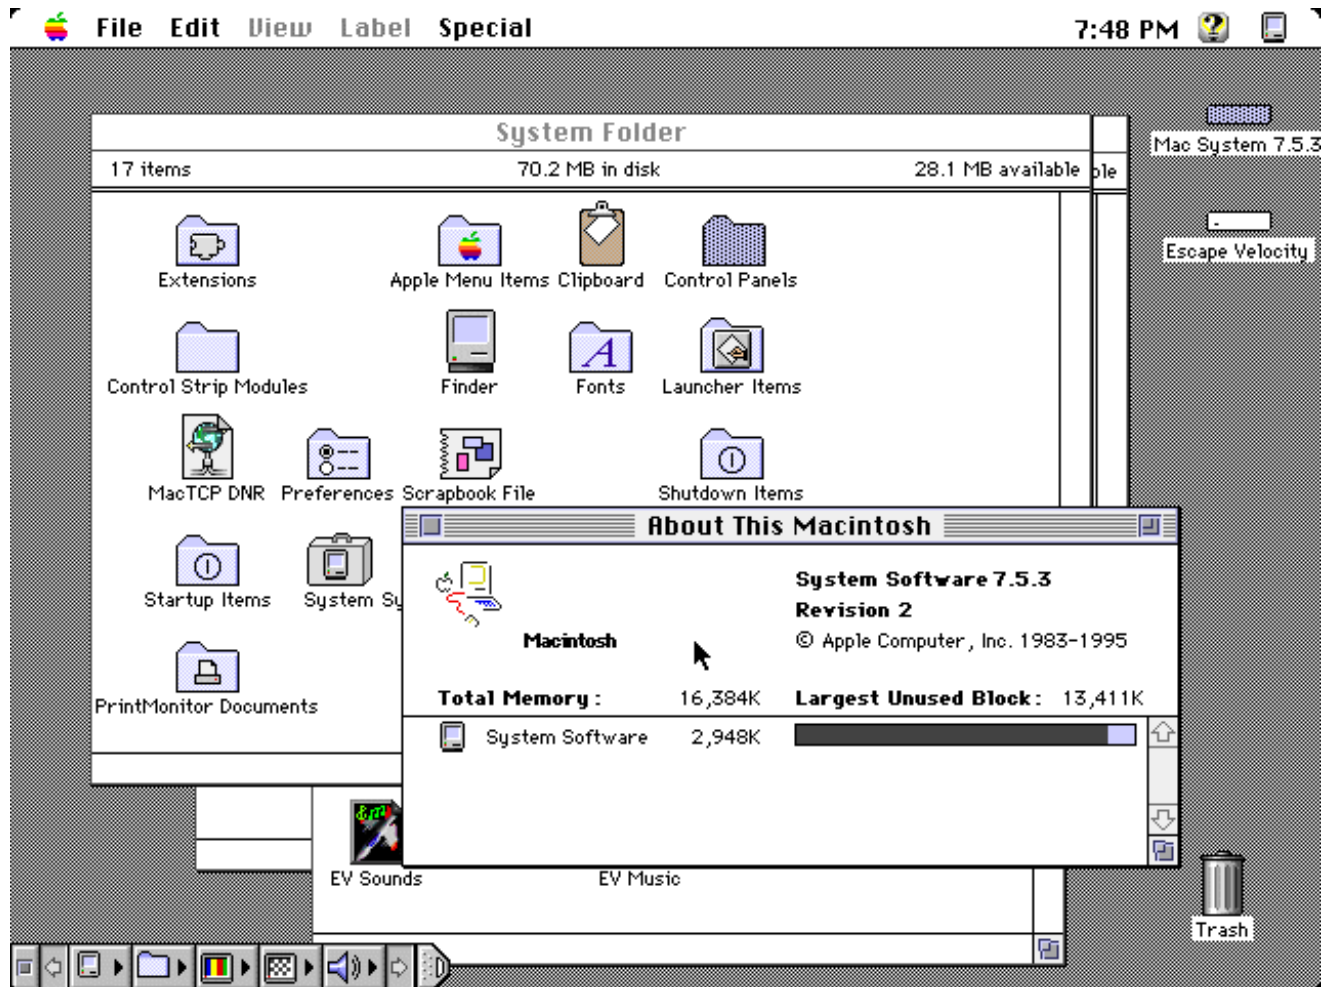 File Edit View Label Special 7:48 PM
System Folder
17 items 70.2 MB in disk 28.1 MB available
Mac System 7.5.3
Extensions Apple Menu Items Clipboard Control Panels
Escape Velocity
Control Strip Modules Finder Fonts Launcher Items
MacTCP DNR Preferences Scrapbook File Shutdown Items
Startup Items System Su
PrintMonitor Documents
About This Macintosh
System Software 7.5.3
Revision 2
Macintosh © Apple Computer, Inc. 1983-1995
Total Memory: 16,384K Largest Unused Block: 13,411K
System Software 2,948K
EV Sounds EV Music
Trash